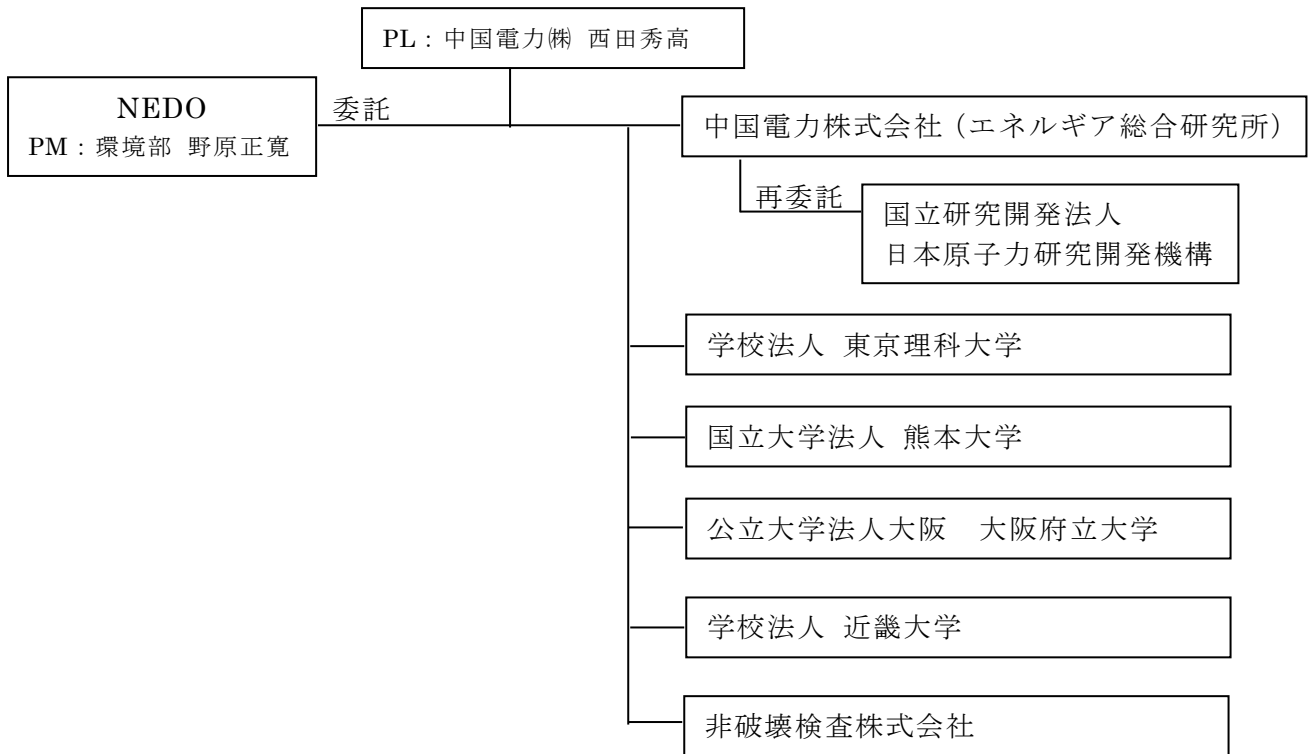 PL：中国電力㈱ 西田秀高
NEDO
PM：環境部 野原正寛
委託
中国電力株式会社（エネルギア総合研究所）
再委託
国立研究開発法人
日本原子力研究開発機構
学校法人 東京理科大学
国立大学法人 熊本大学
公立大学法人大阪　大阪府立大学
学校法人 近畿大学
非破壊検査株式会社